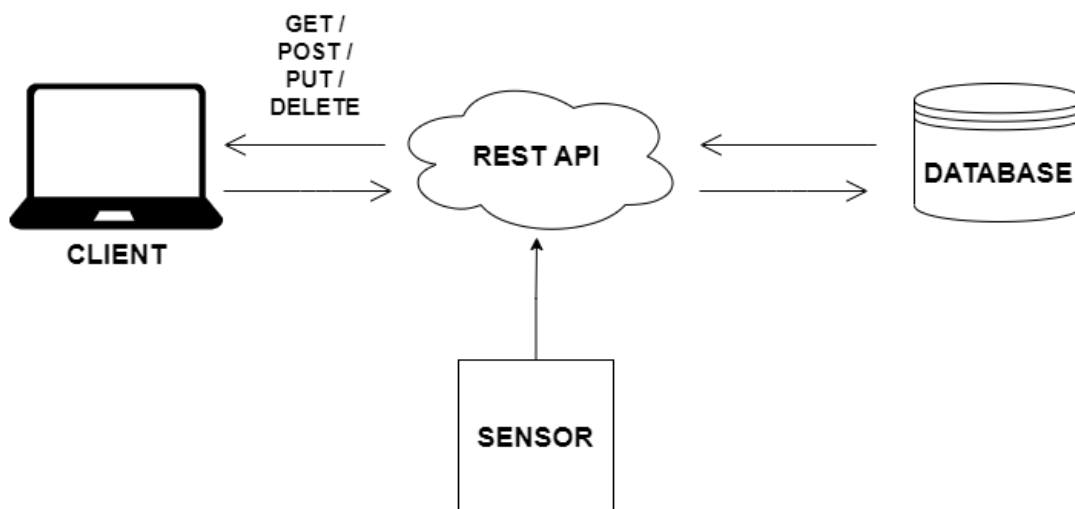 GET /
POST /
PUT /
DELETE
REST API
DATABASE
CLIENT
SENSOR